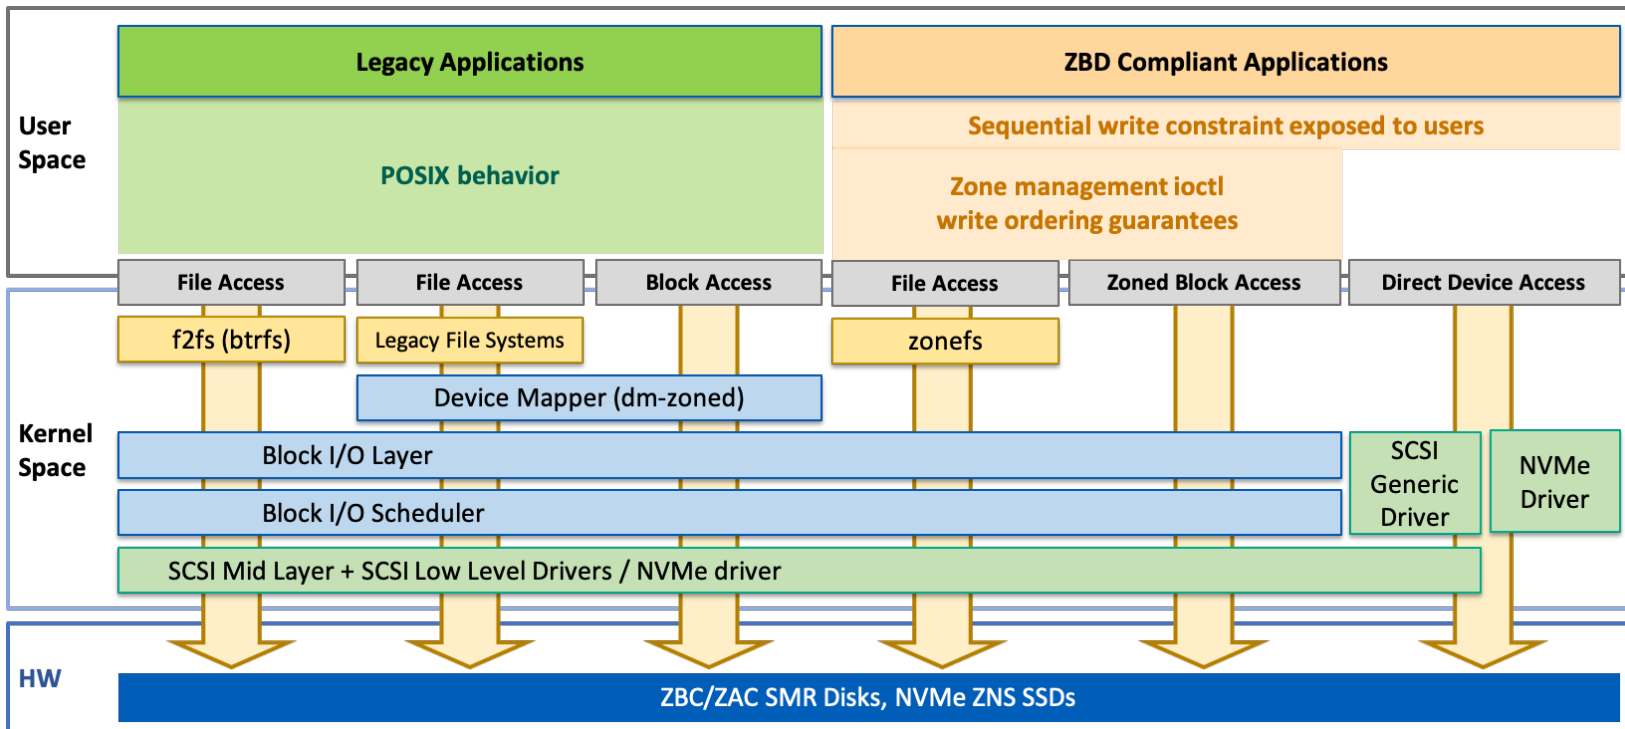 Legacy Applications
ZBD Compliant Applications
User
Space
POSIX behavior
Sequential write constraint exposed to users
Zone management ioctl
write ordering guarantees
File Access
File Access
Block Access
File Access
Zoned Block Access
Direct Device Access
Kernel
Space
f2fs (btrfs)
Legacy File Systems
zonefs
Device Mapper (dm-zoned)
Block I/O Layer
SCSI
Generic
Driver
NVMe
Driver
Block I/O Scheduler
SCSI Mid Layer + SCSI Low Level Drivers / NVMe driver
HW
ZBC/ZAC SMR Disks, NVMe ZNS SSDs